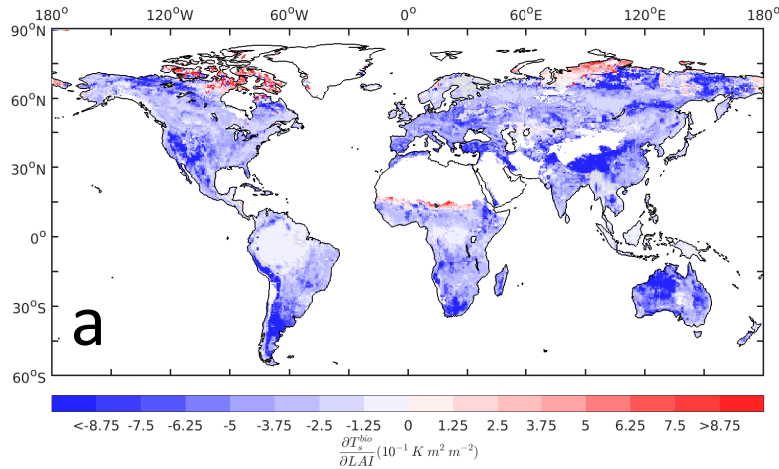 180° 120°W 60°W 0° 60°E 120°E 180°
90°N
60°N
30°N
0°
30°S
60°S
a
<-8.75 -7.5 -6.25 -5 -3.75 -2.5 -1.25 0 1.25 2.5 3.75 5 6.25 7.5 >8.75
∂T_s^{bio}/∂LAI (10^{-1} K m^2 m^{-2})